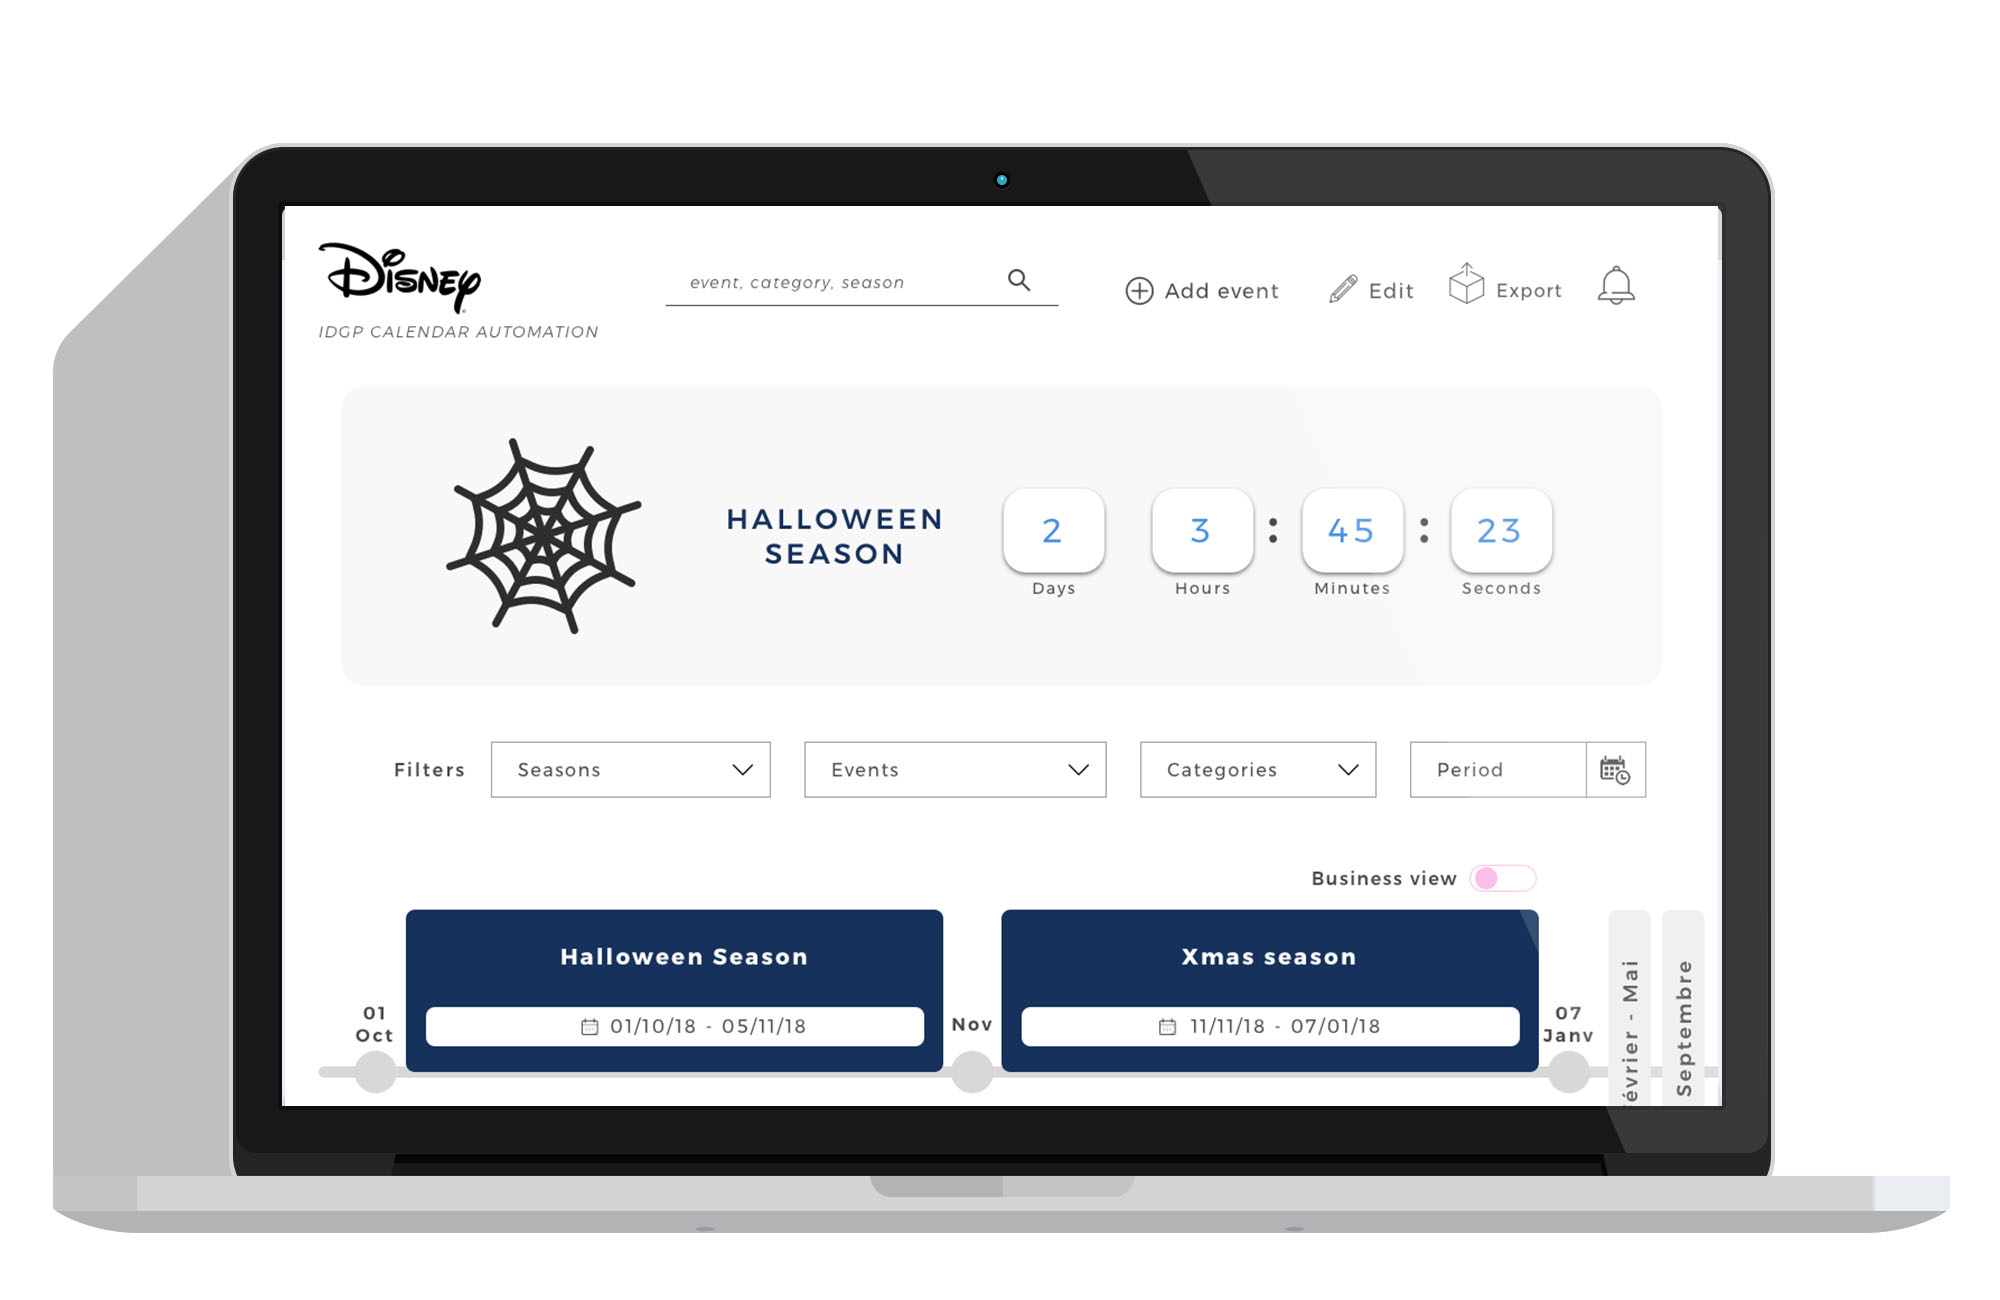 Disney
IDGP CALENDAR AUTOMATION
event, category, season
Add event
Edit
Export
HALLOWEEN
SEASON
2
Days
3
Hours
:
45
Minutes
:
23
Seconds
Filters
Seasons
Events
Categories
Period
Business view
01
Oct
Halloween Season
01/10/18 - 05/11/18
Nov
Xmas season
11/11/18 - 07/01/18
07
Janv
évrier - Mai
Septembre